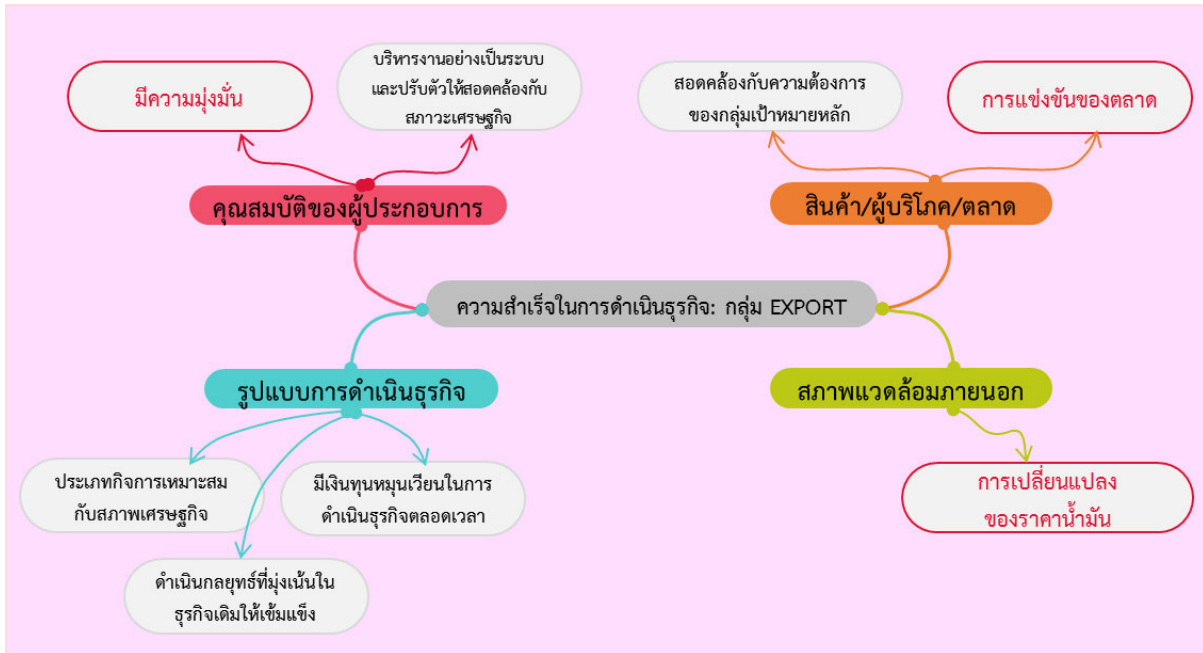 มีความมุ่งมั่น
บริหารงานอย่างเป็นระบบ
และปรับตัวให้สอดคล้องกับ
สภาวะเศรษฐกิจ
สอดคล้องกับความต้องการ
ของกลุ่มเป้าหมายหลัก
การแข่งขันของตลาด
คุณสมบัติของผู้ประกอบการ
สินค้า/ผู้บริโภค/ตลาด
ความสำเร็จในการดำเนินธุรกิจ: กลุ่ม EXPORT
รูปแบบการดำเนินธุรกิจ
สภาพแวดล้อมภายนอก
ประเภทกิจการเหมาะสม
กับสภาพเศรษฐกิจ
มีเงินทุนหมุนเวียนในการ
ดำเนินธุรกิจตลอดเวลา
การเปลี่ยนแปลง
ของราคาน้ำมัน
ดำเนินกลยุทธ์ที่มุ่งเน้นใน
ธุรกิจเดิมให้เข้มแข็ง